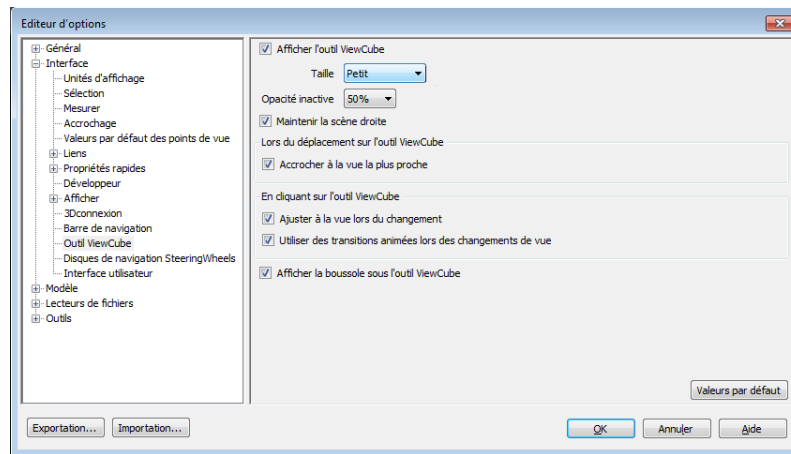 Editeur d'options
Général
Interface
Unités d'affichage
Sélection
Mesurer
Accrochage
Valeurs par défaut des points de vue
Liens
Propriétés rapides
Développeur
Afficher
3Dconnexion
Barre de navigation
Outil ViewCube
Disques de navigation SteeringWheels
Interface utilisateur
Modèle
Lecteurs de fichiers
Outils
Afficher l'outil ViewCube
Taille Petit
Opacité inactive 50%
Maintenir la scène droite
Lors du déplacement sur l'outil ViewCube
Accrocher à la vue la plus proche
En cliquant sur l'outil ViewCube
Ajuster à la vue lors du changement
Utiliser des transitions animées lors des changements de vue
Afficher la boussole sous l'outil ViewCube
Valeurs par défaut
Exportation... Importation... OK Annuler Aide